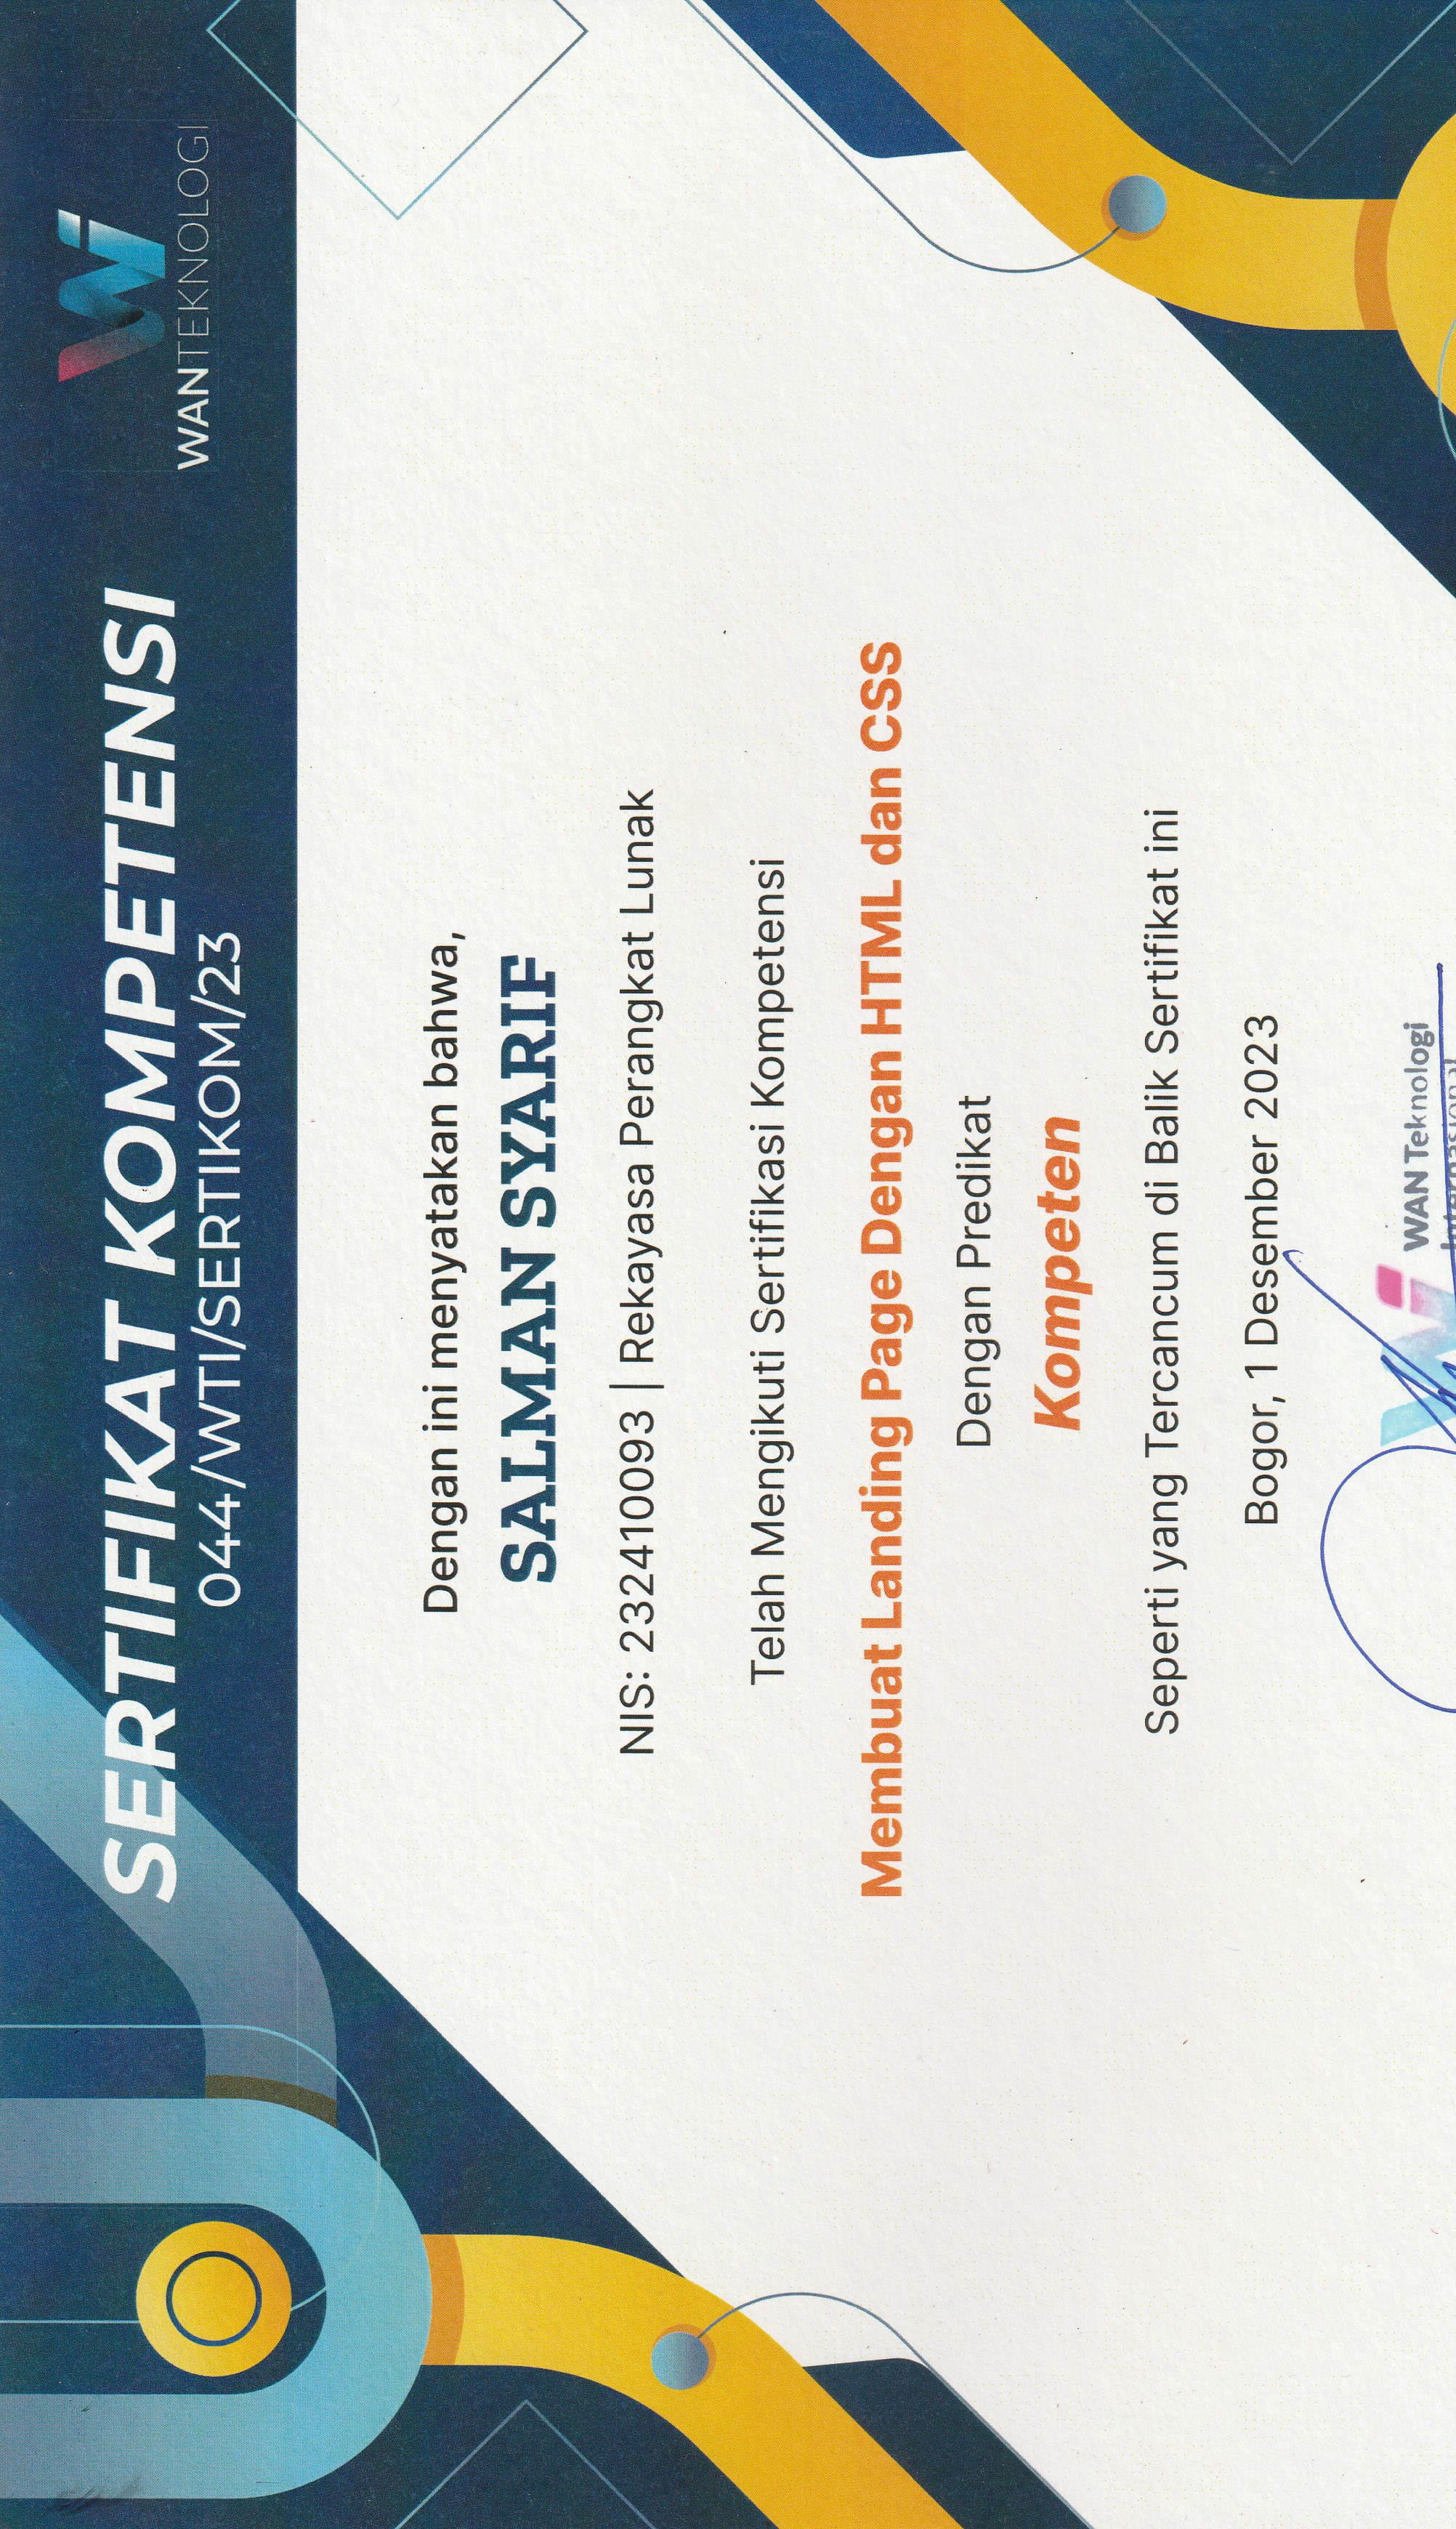 SERTIFIKAT KOMPETENSI
044/WTI/SERTIKOM/23
WANTEKNOLOGI
Dengan ini menyatakan bahwa,
SALMAN SYARIF
NIS: 232410093 | Rekayasa Perangkat Lunak
Telah Mengikuti Sertifikasi Kompetensi
Membuat Landing Page Dengan HTML dan CSS
Dengan Predikat
Kompeten
Seperti yang Tercancum di Balik Sertifikat ini
Bogor, 1 Desember 2023
WAN Teknologi
Internasional